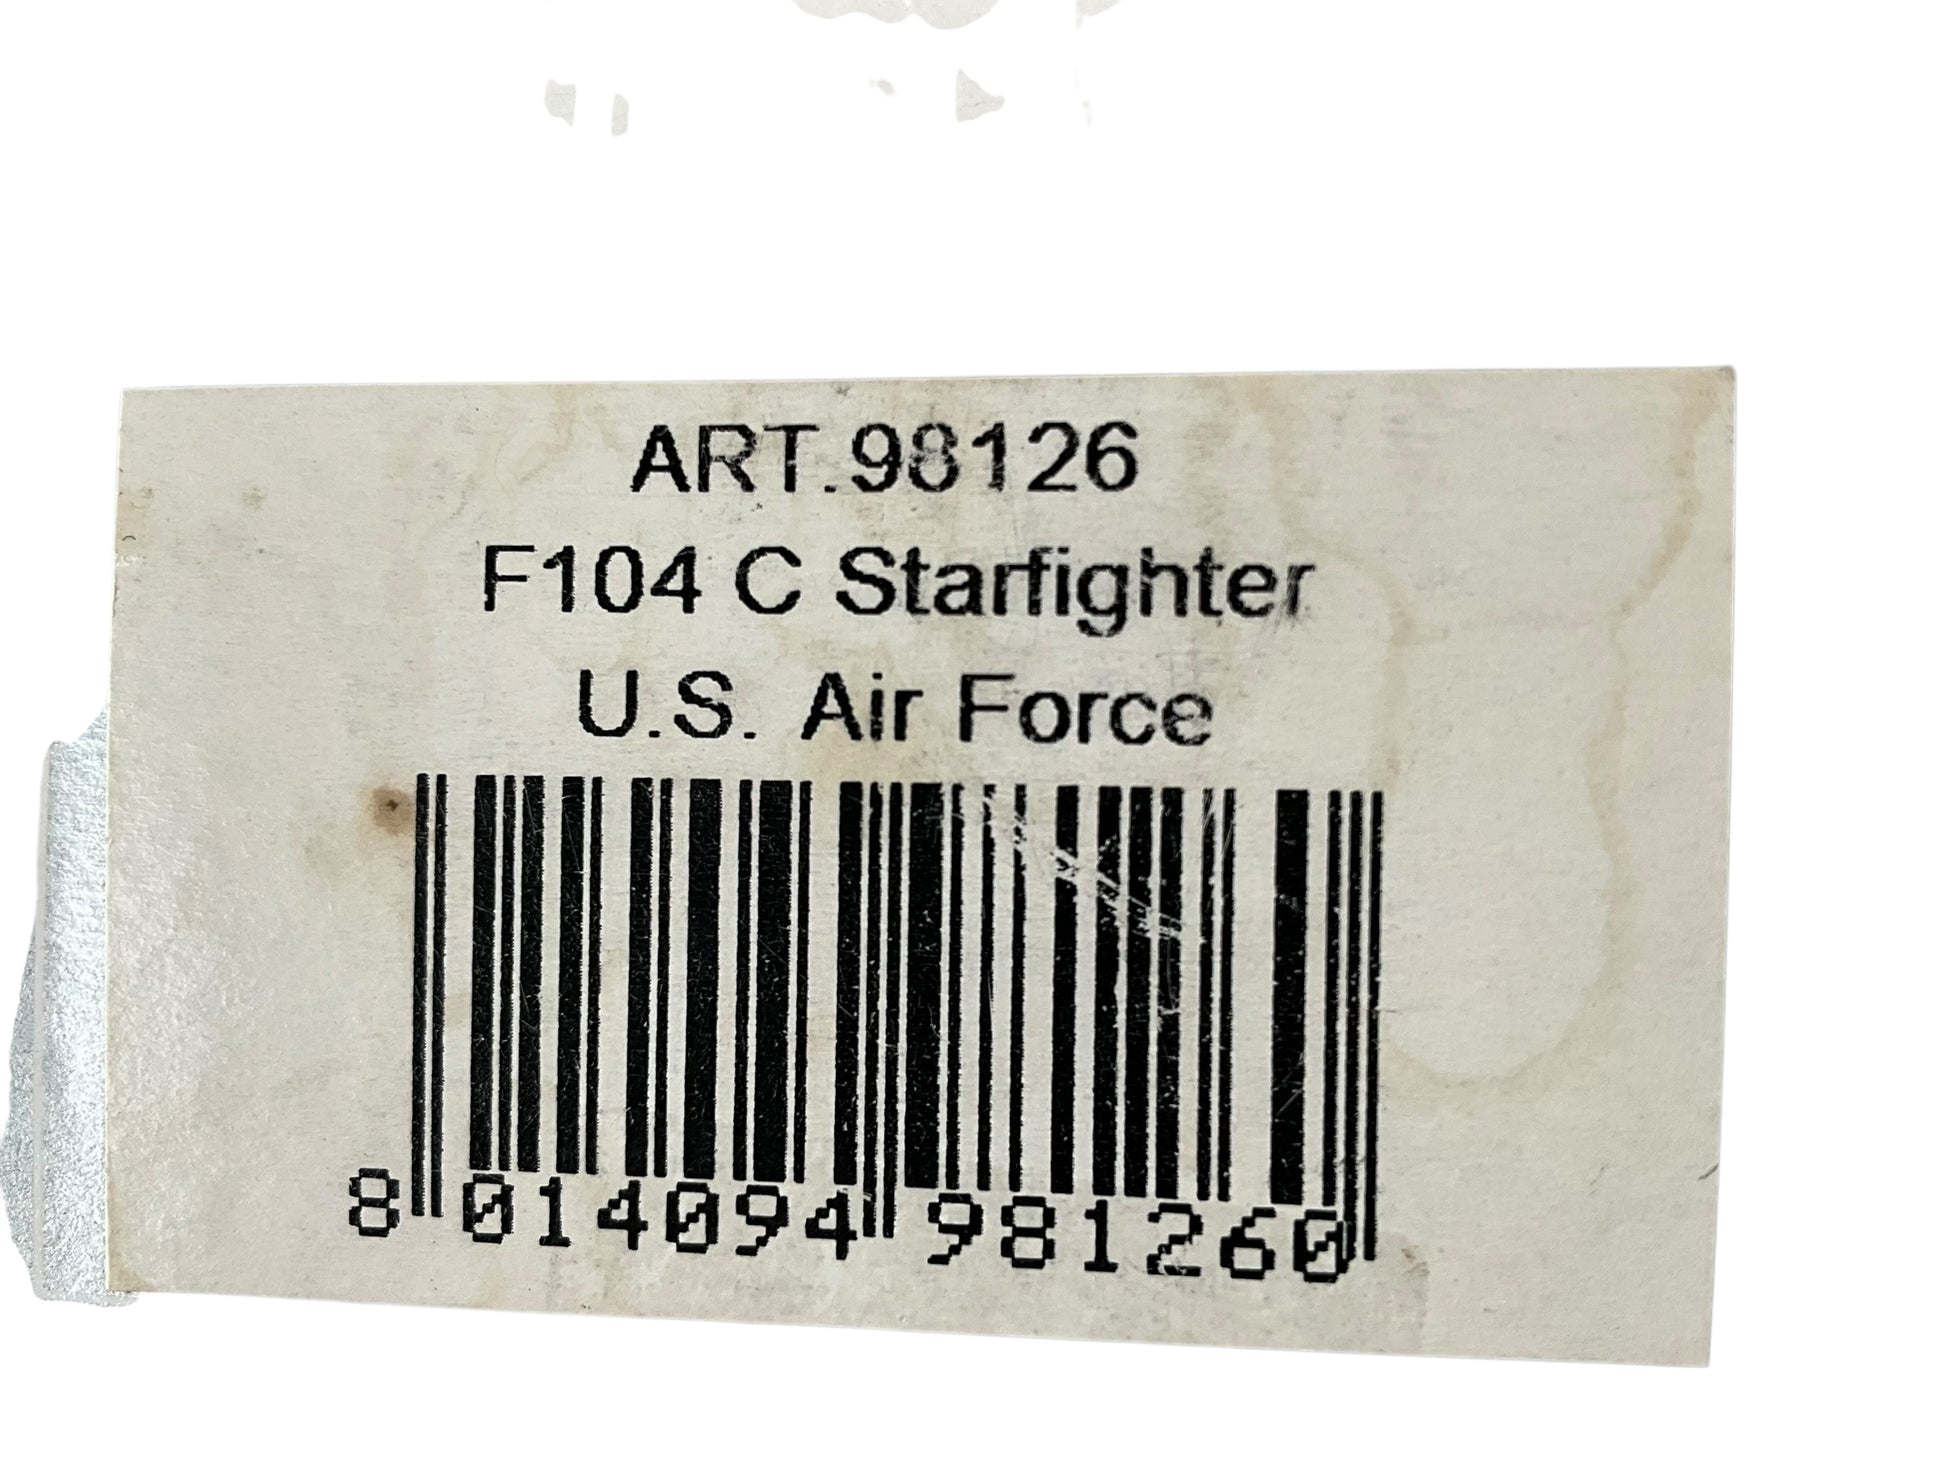 ART.98126
F104 C Starfighter
U.S. Air Force
8 014094 981260